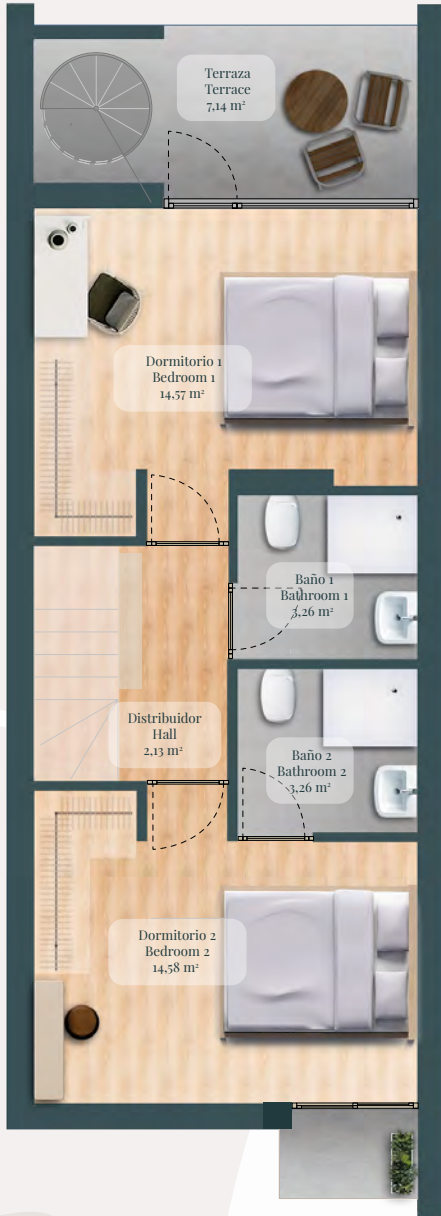 Terraza
Terrace
7,14 m²
Dormitorio 1
Bedroom 1
14,57 m²
Baño 1
Bathroom 1
3,26 m²
Distribuidor
Hall
2,13 m²
Baño 2
Bathroom 2
3,26 m²
Dormitorio 2
Bedroom 2
14,58 m²